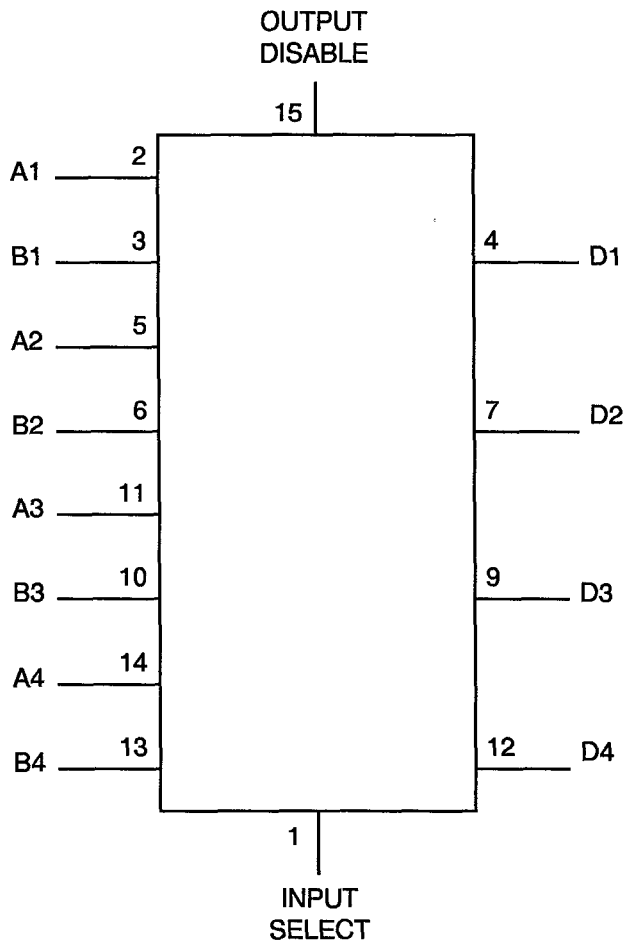 OUTPUT
DISABLE
15
A1 2
B1 3
4 D1
A2 5
B2 6
7 D2
A3 11
B3 10
9 D3
A4 14
B4 13
12 D4
1
INPUT
SELECT